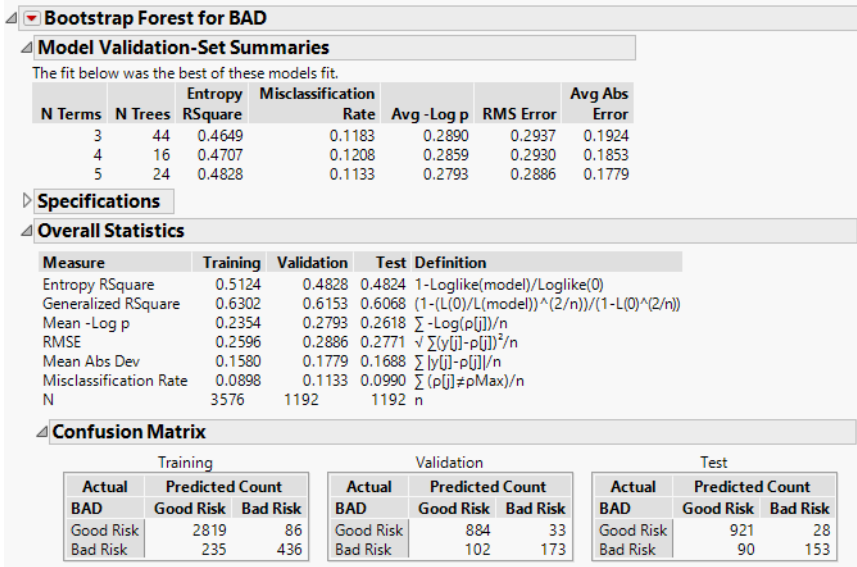 Bootstrap Forest for BAD
Model Validation-Set Summaries
The fit below was the best of these models fit.
Entropy Misclassification Avg Abs
N Terms N Trees RSquare Rate Avg -Log p RMS Error Error
3 44 0.4649 0.1183 0.2890 0.2937 0.1924
4 16 0.4707 0.1208 0.2859 0.2930 0.1853
5 24 0.4828 0.1133 0.2793 0.2886 0.1779
Specifications
Overall Statistics
Measure Training Validation Test Definition
Entropy RSquare 0.5124 0.4828 0.4824 1-Loglike(model)/Loglike(0)
Generalized RSquare 0.6302 0.6153 0.6068 (1-(L(0)/L(model))^(2/n))/(1-L(0)^(2/n))
Mean -Log p 0.2354 0.2793 0.2618 ∑ -Log(ρ[j])/n
RMSE 0.2596 0.2886 0.2771 √ ∑(y[j]-ρ[j])²/n
Mean Abs Dev 0.1580 0.1779 0.1688 ∑ |y[j]-ρ[j]|/n
Misclassification Rate 0.0898 0.1133 0.0990 ∑ (ρ[j]≠ρMax)/n
N 3576 1192 1192 n
Confusion Matrix
Training Validation Test
Actual Predicted Count Actual Predicted Count Actual Predicted Count
BAD Good Risk Bad Risk BAD Good Risk Bad Risk BAD Good Risk Bad Risk
Good Risk 2819 86 Good Risk 884 33 Good Risk 921 28
Bad Risk 235 436 Bad Risk 102 173 Bad Risk 90 153